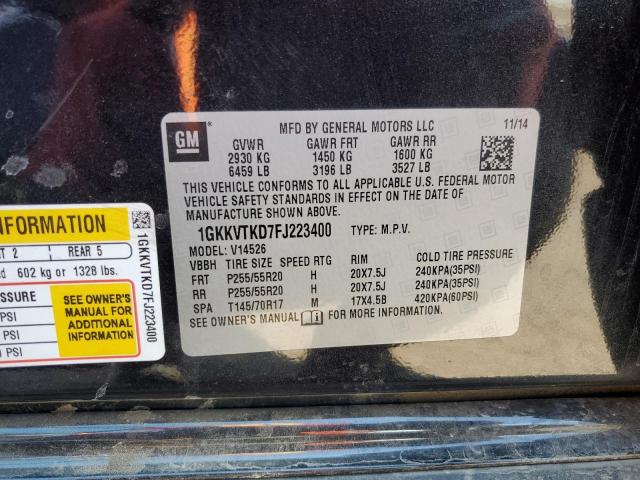 GM
MFD BY GENERAL MOTORS LLC 11/14
GVWR GAWR FRT GAWR RR
2930 KG 1450 KG 1600 KG
6459 LB 3196 LB 3527 LB
THIS VEHICLE CONFORMS TO ALL APPLICABLE U.S. FEDERAL MOTOR
VEHICLE SAFETY STANDARDS IN EFFECT ON THE DATE OF
MANUFACTURE SHOWN ABOVE.
1GKKVTKD7FJ223400 TYPE: M.P.V.
MODEL: V14526
VBBH TIRE SIZE SPEED RTG RIM COLD TIRE PRESSURE
FRT P255/55R20 H 20X7.5J 240KPA(35PSI)
RR P255/55R20 H 20X7.5J 240KPA(35PSI)
SPA T145/70R17 M 17X4.5B 420KPA(60PSI)
SEE OWNER'S MANUAL FOR MORE INFORMATION.
INFORMATION
2 REAR 5
602 kg or 1328 lbs.
SEE OWNER'S
MANUAL FOR
ADDITIONAL
INFORMATION
PSI
PSI
PSI
1GKKVTKD7FJ223400